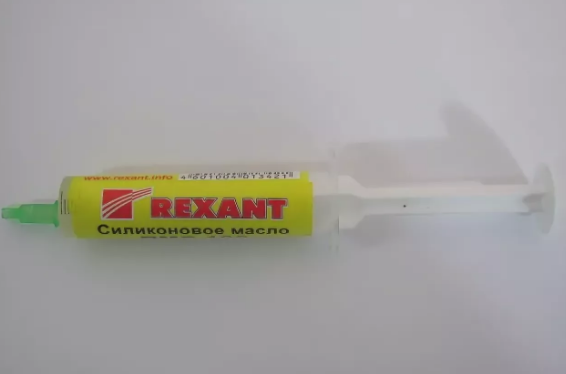 www.rexant.info
REXANT
Силиконовое масло